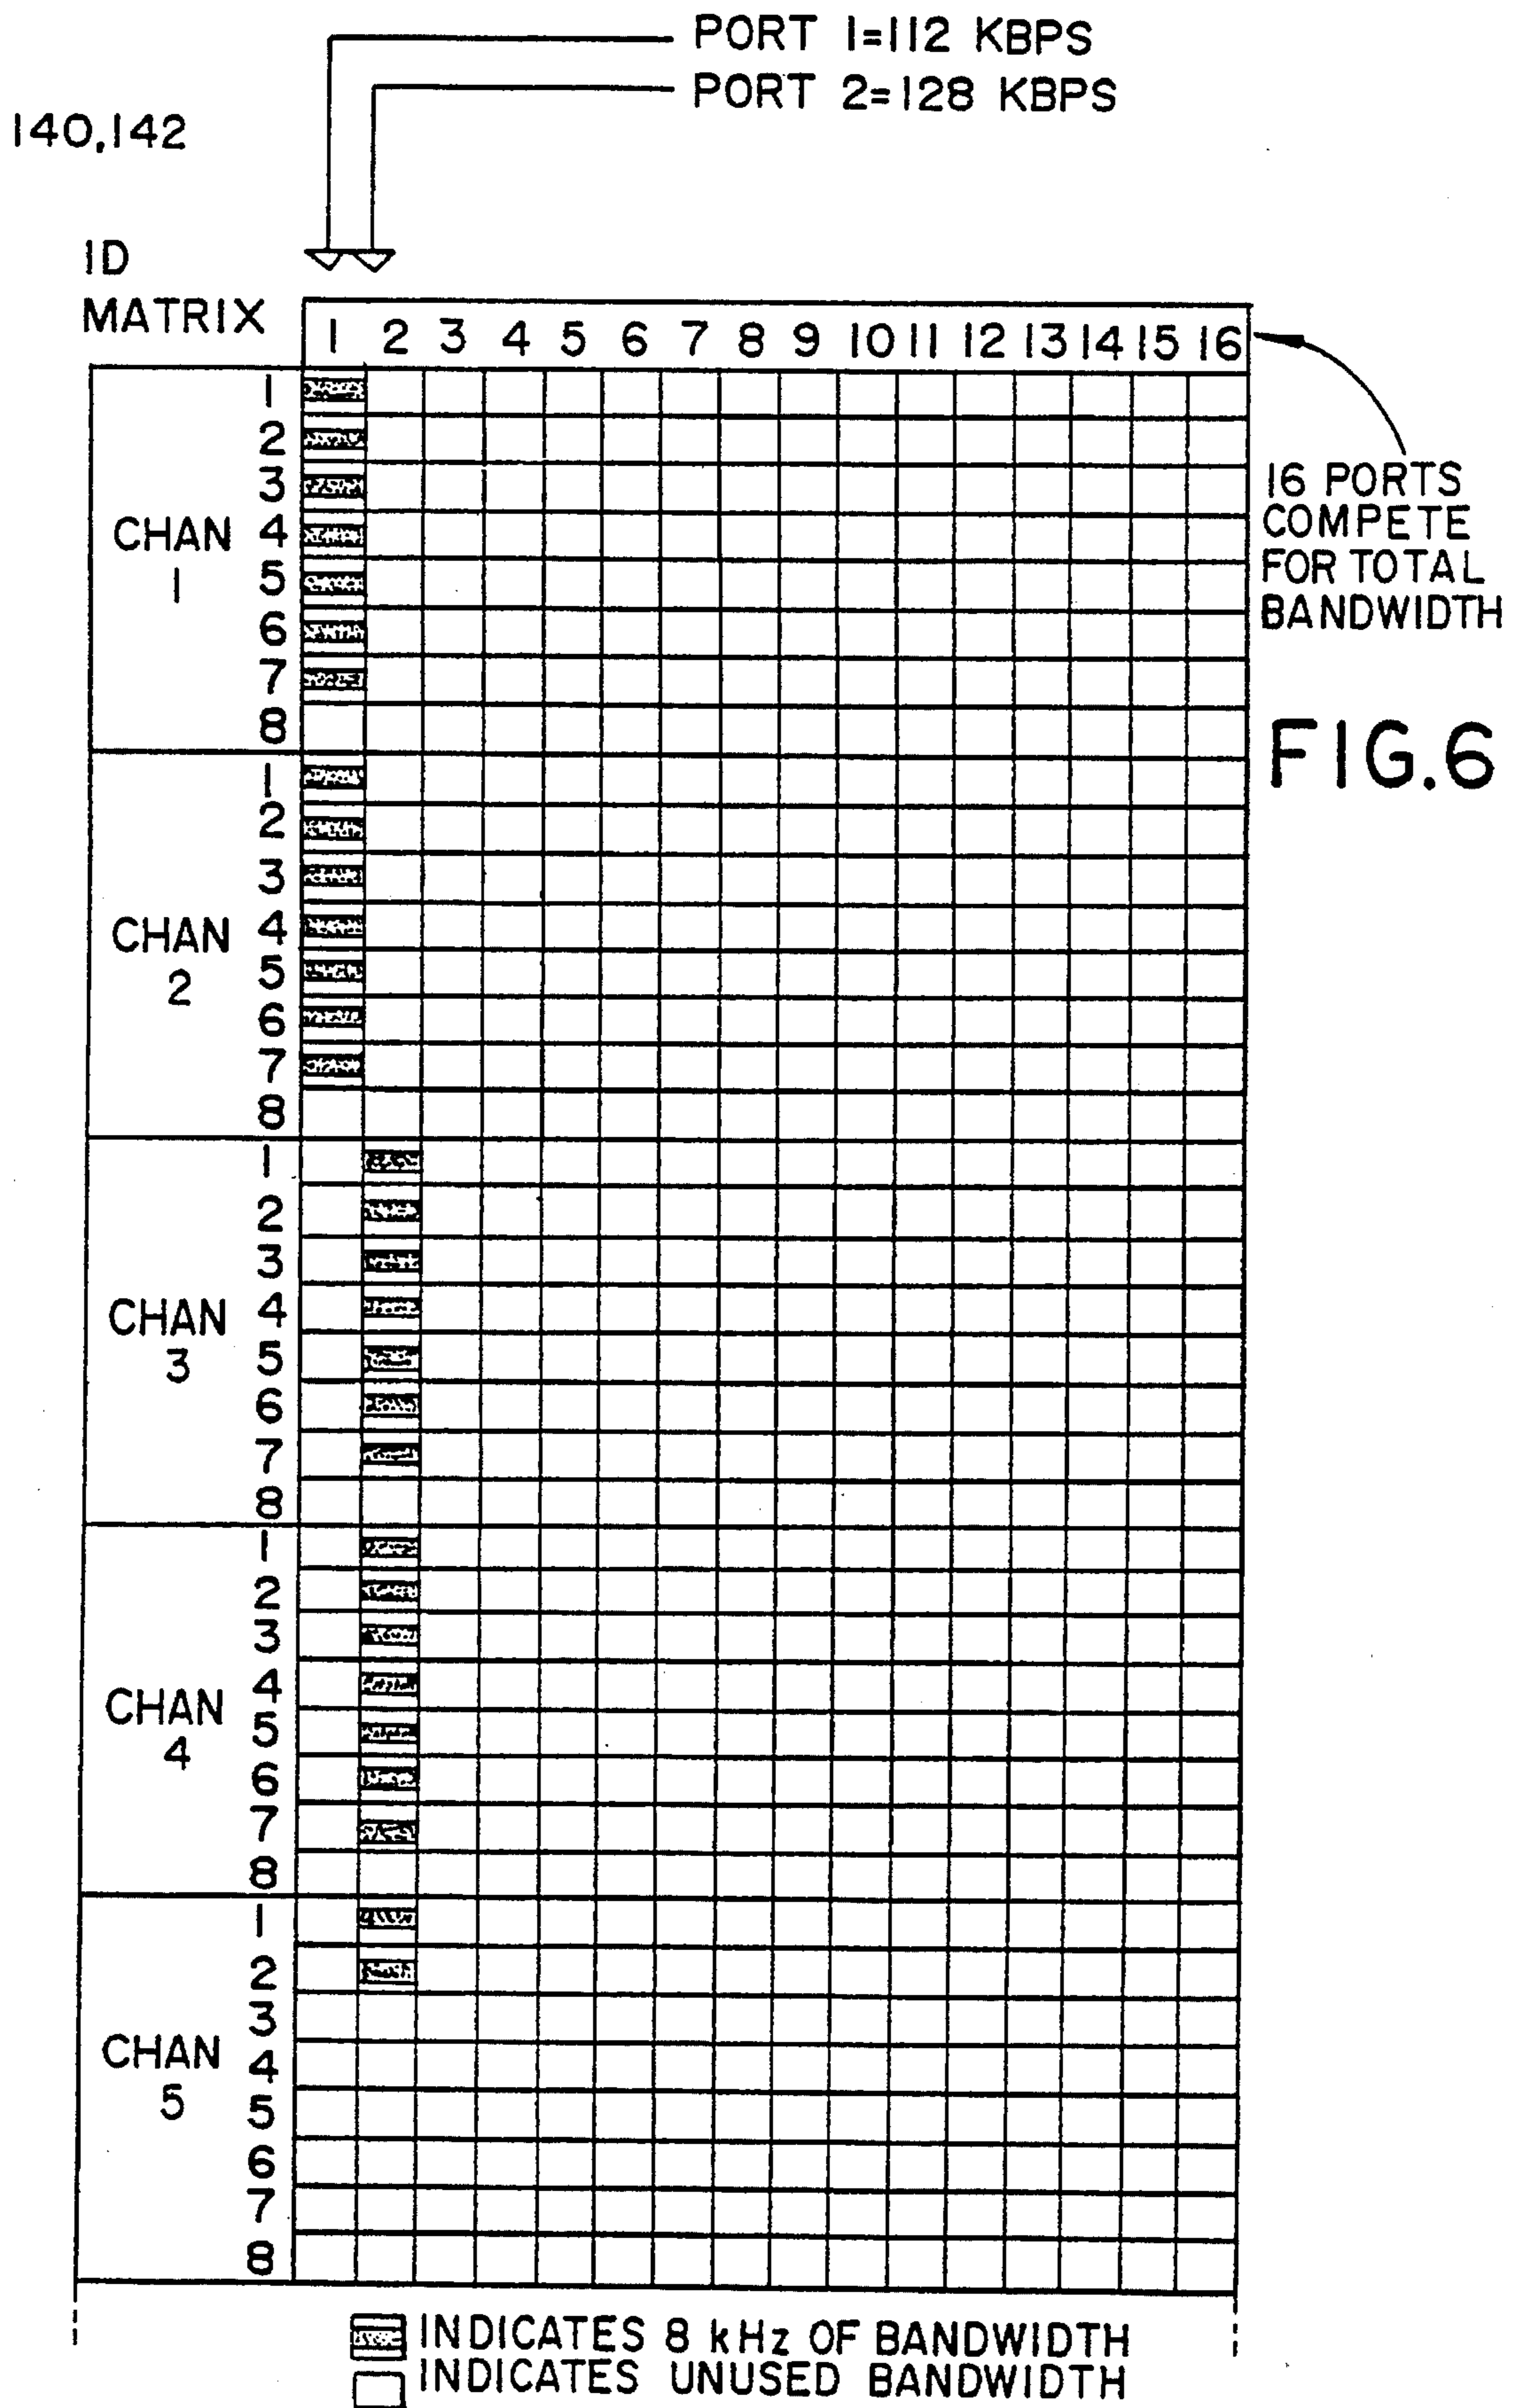 PORT 1=112 KBPS
PORT 2=128 KBPS
140,142
ID
MATRIX
1 2 3 4 5 6 7 8 9 10 11 12 13 14 15 16
16 PORTS
COMPETE
FOR TOTAL
BANDWIDTH
FIG.6
CHAN
1
1
2
3
4
5
6
7
8
CHAN
2
1
2
3
4
5
6
7
8
CHAN
3
1
2
3
4
5
6
7
8
CHAN
4
1
2
3
4
5
6
7
8
CHAN
5
1
2
3
4
5
6
7
8
INDICATES 8 kHz OF BANDWIDTH
INDICATES UNUSED BANDWIDTH